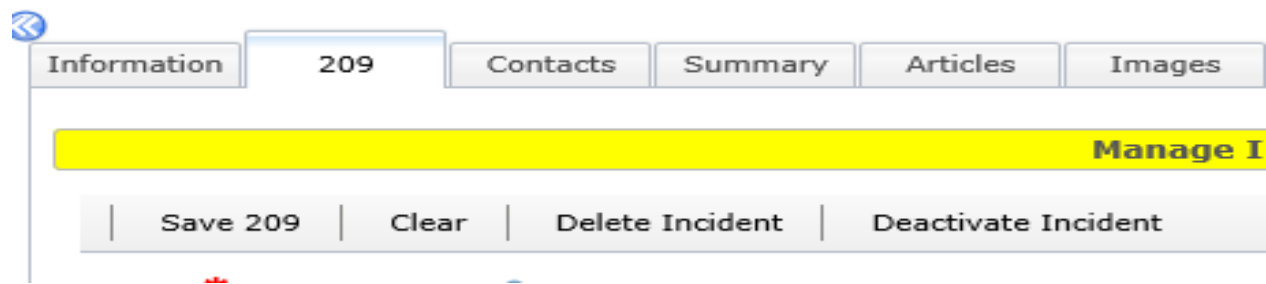 Information 209 Contacts Summary Articles Images
Manage I
Save 209 Clear Delete Incident Deactivate Incident
*